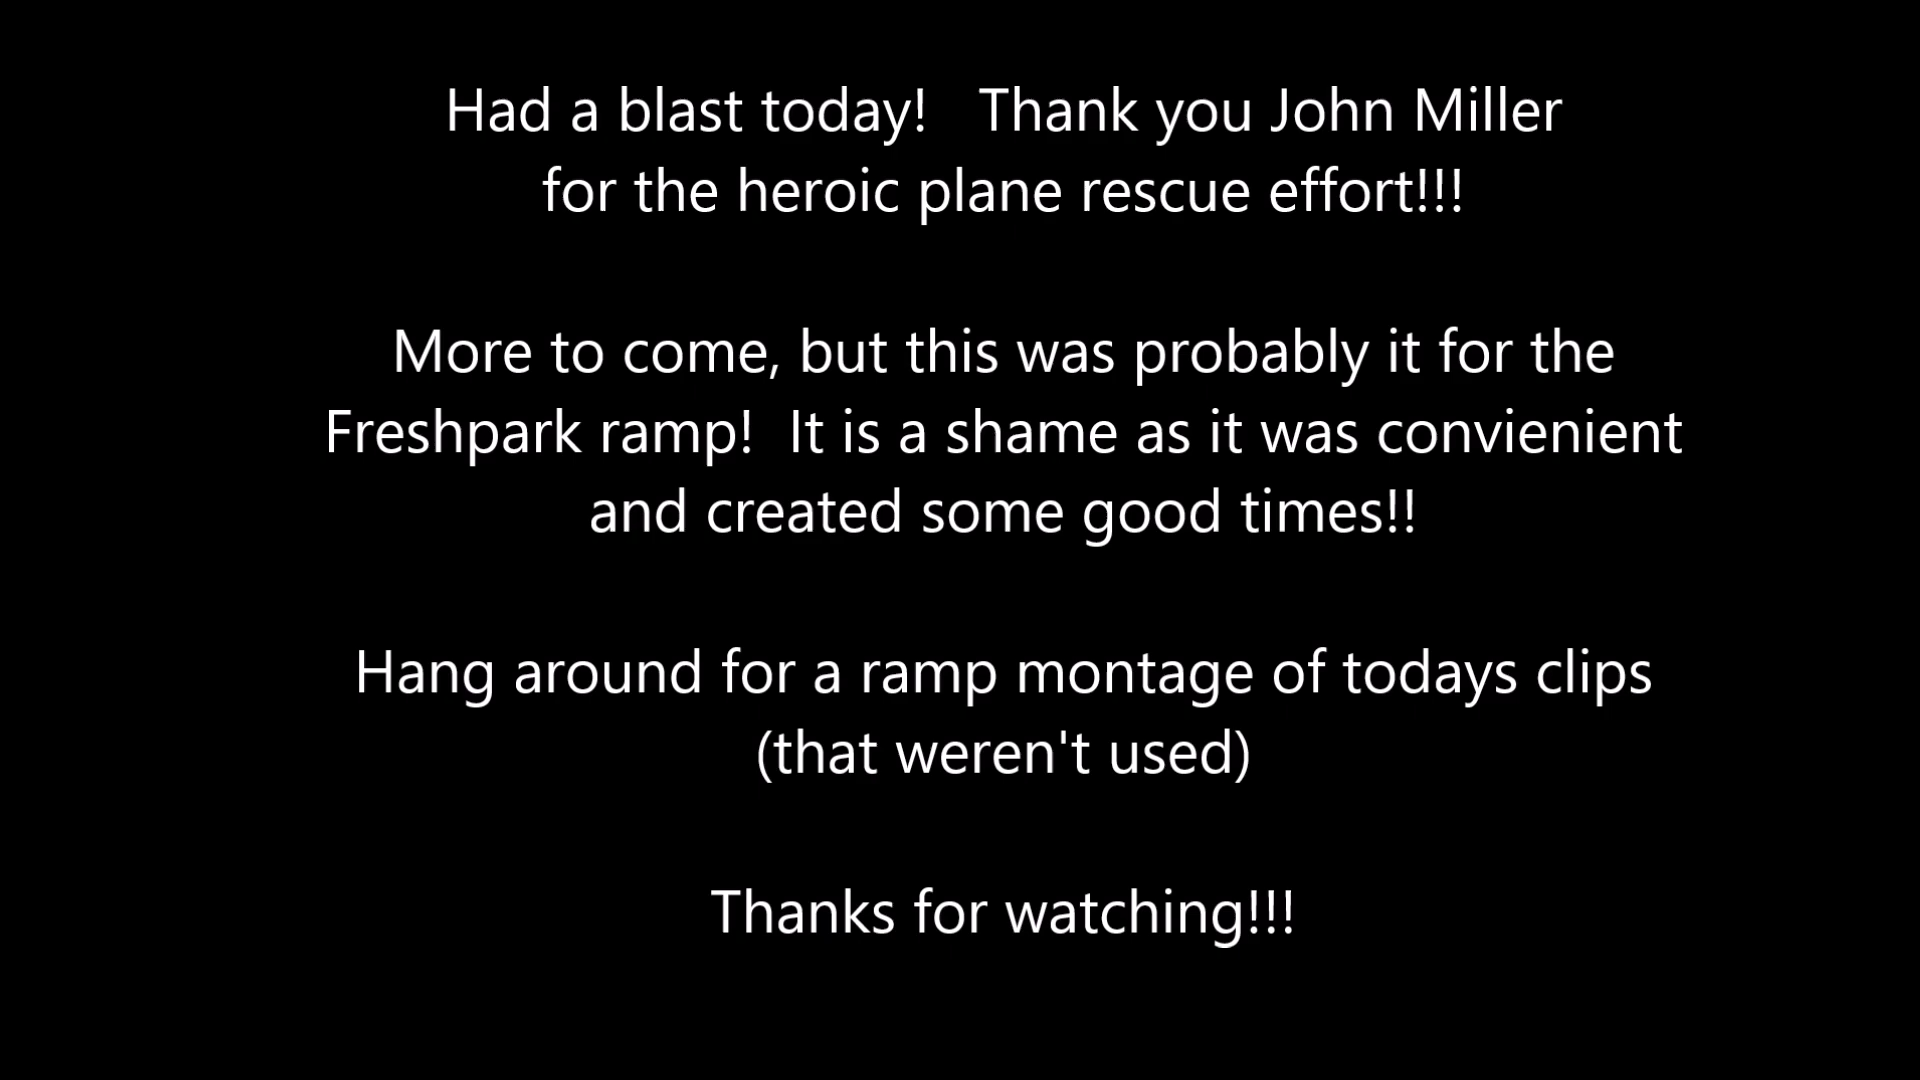 Had a blast today!   Thank you John Miller
for the heroic plane rescue effort!!!
More to come, but this was probably it for the
Freshpark ramp!  It is a shame as it was convienient
and created some good times!!
Hang around for a ramp montage of todays clips
(that weren't used)
Thanks for watching!!!